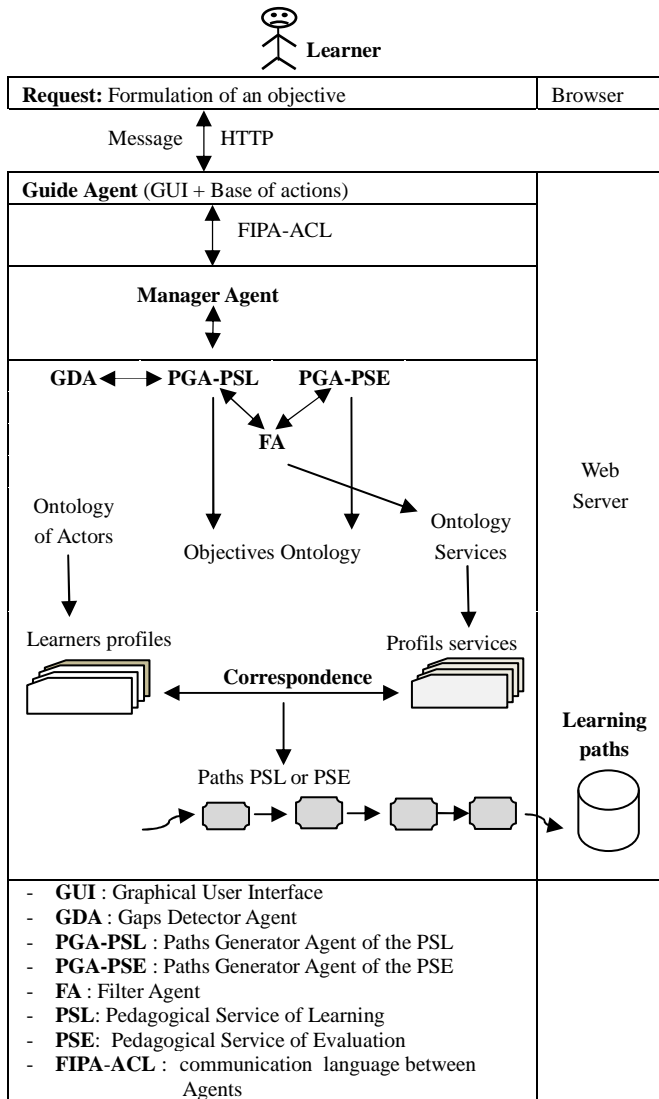 Learner
Request: Formulation of an objective
Browser
Message HTTP
Guide Agent (GUI + Base of actions)
FIPA-ACL
Manager Agent
GDA PGA-PSL PGA-PSE
FA
Web
Server
Ontology
of Actors
Objectives Ontology
Ontology
Services
Learners profiles
Profils services
Correspondence
Learning
paths
Paths PSL or PSE
- GUI : Graphical User Interface
- GDA : Gaps Detector Agent
- PGA-PSL : Paths Generator Agent of the PSL
- PGA-PSE : Paths Generator Agent of the PSE
- FA : Filter Agent
- PSL: Pedagogical Service of Learning
- PSE: Pedagogical Service of Evaluation
- FIPA-ACL : communication language between
Agents